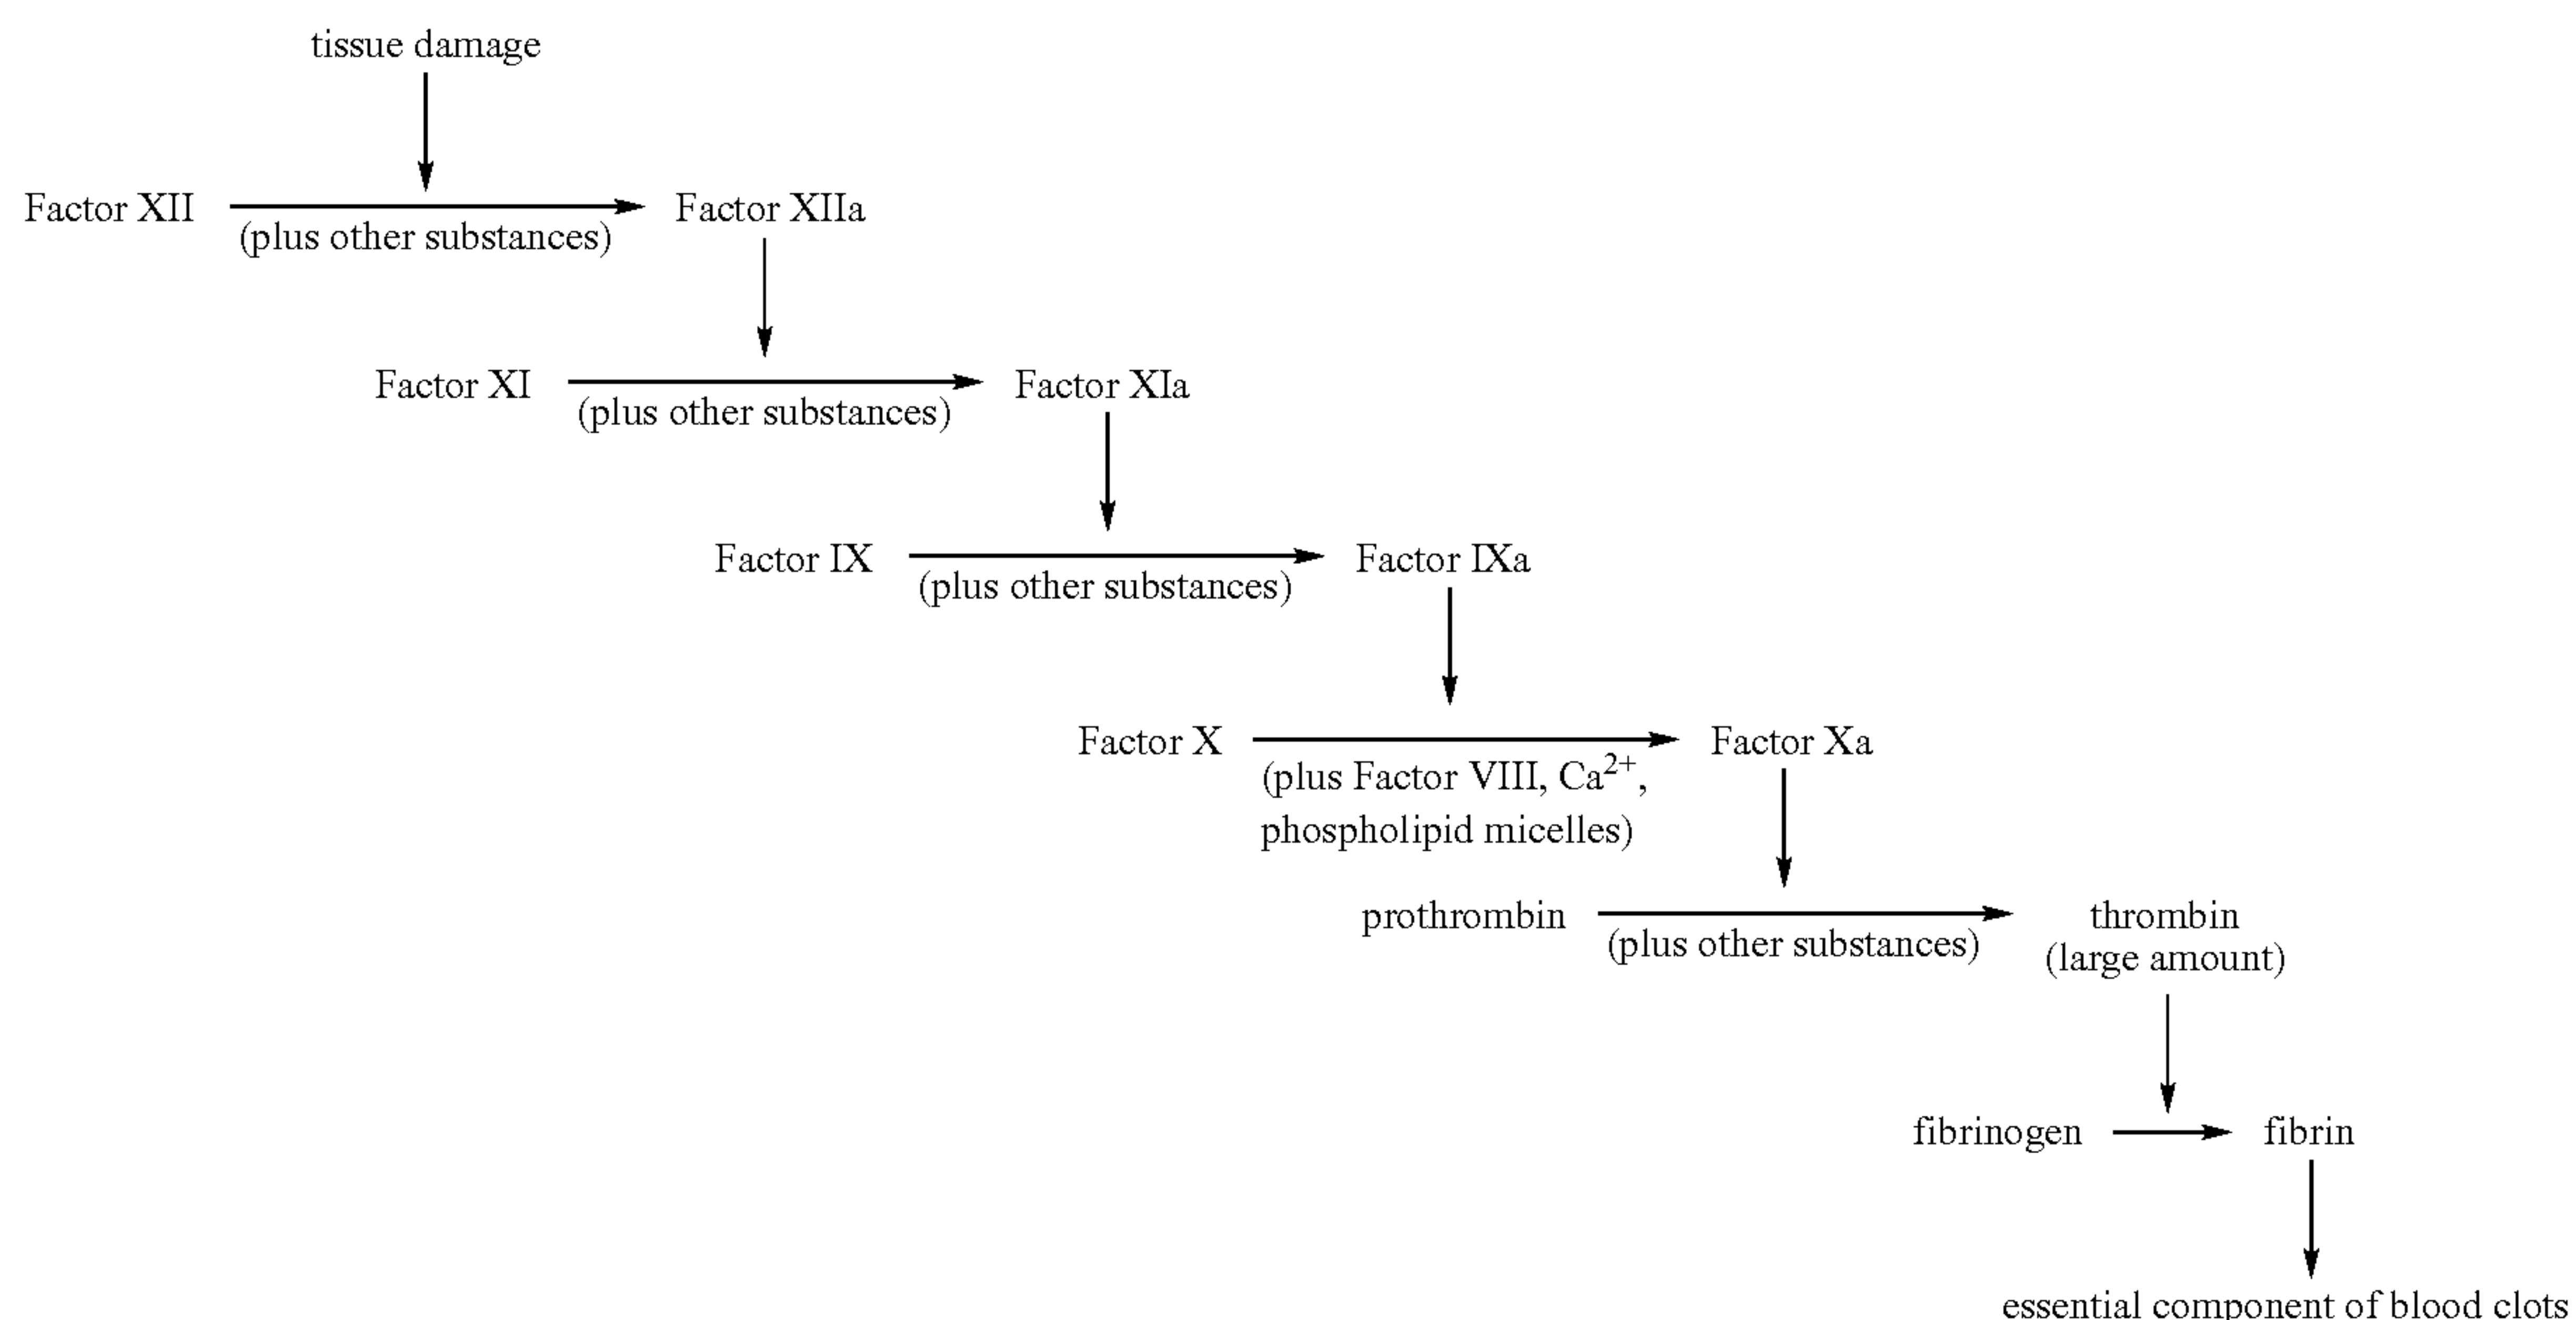 tissue damage
Factor XII
(plus other substances)
Factor XIIa
Factor XI
(plus other substances)
Factor XIa
Factor IX
(plus other substances)
Factor IXa
Factor X
(plus Factor VIII, Ca²⁺,
phospholipid micelles)
Factor Xa
prothrombin
(plus other substances)
thrombin
(large amount)
fibrinogen
fibrin
essential component of blood clots